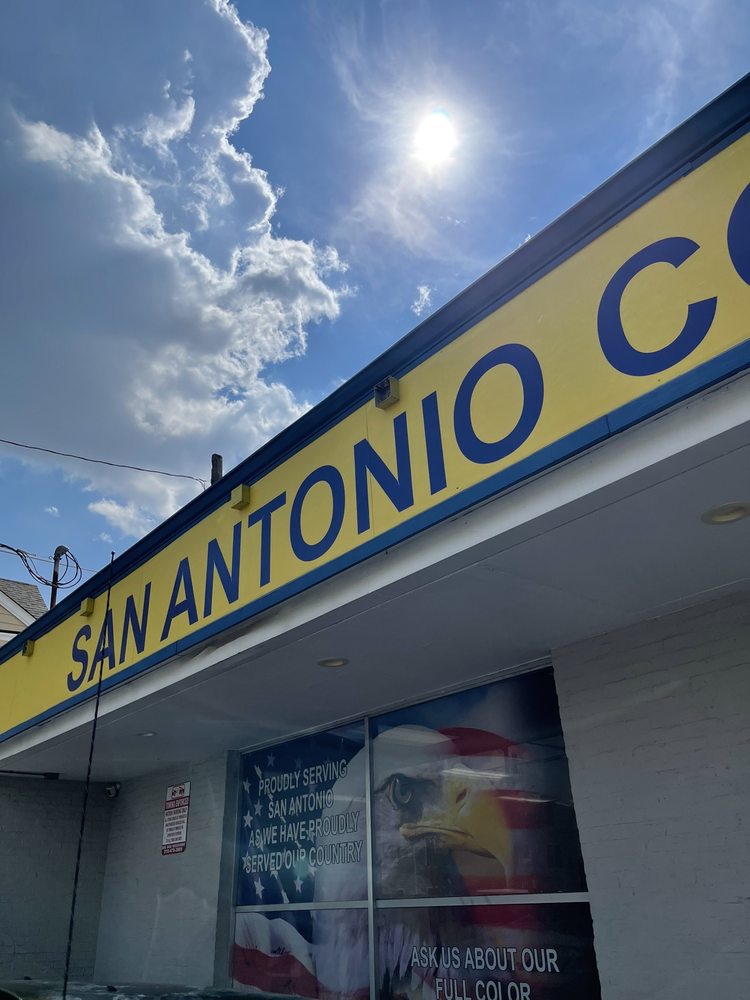 SAN ANTONIO C
PROUDLY SERVING
SAN ANTONIO
AS WE HAVE PROUDLY
SERVED OUR COUNTRY
ASK US ABOUT OUR
FULL COLOR